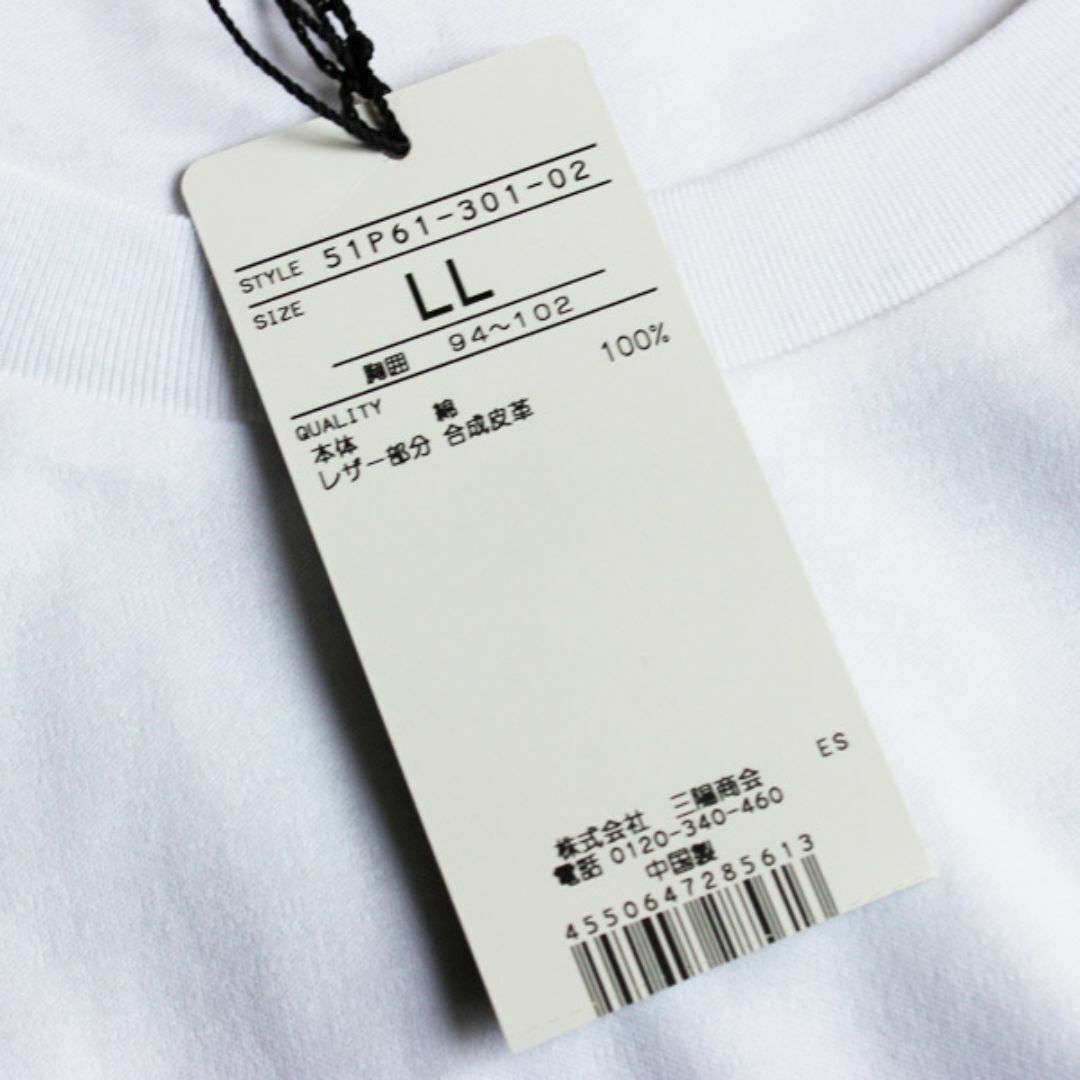 STYLE 51P61-301-02
SIZE LL
胸囲 94～102
QUALITY
本体 綿 100%
レザー部分 合成皮革
ES
株式会社 三陽商会
電話 0120-340-460
中国製
4550647285613